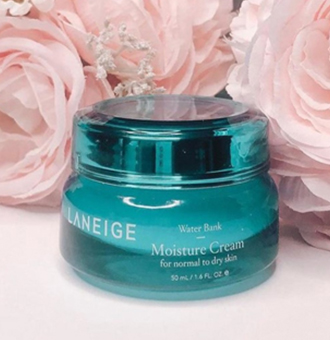 LANEIGE
Water Bank
Moisture Cream
for normal to dry skin
50 mL / 1.6 FL. OZ. ℮